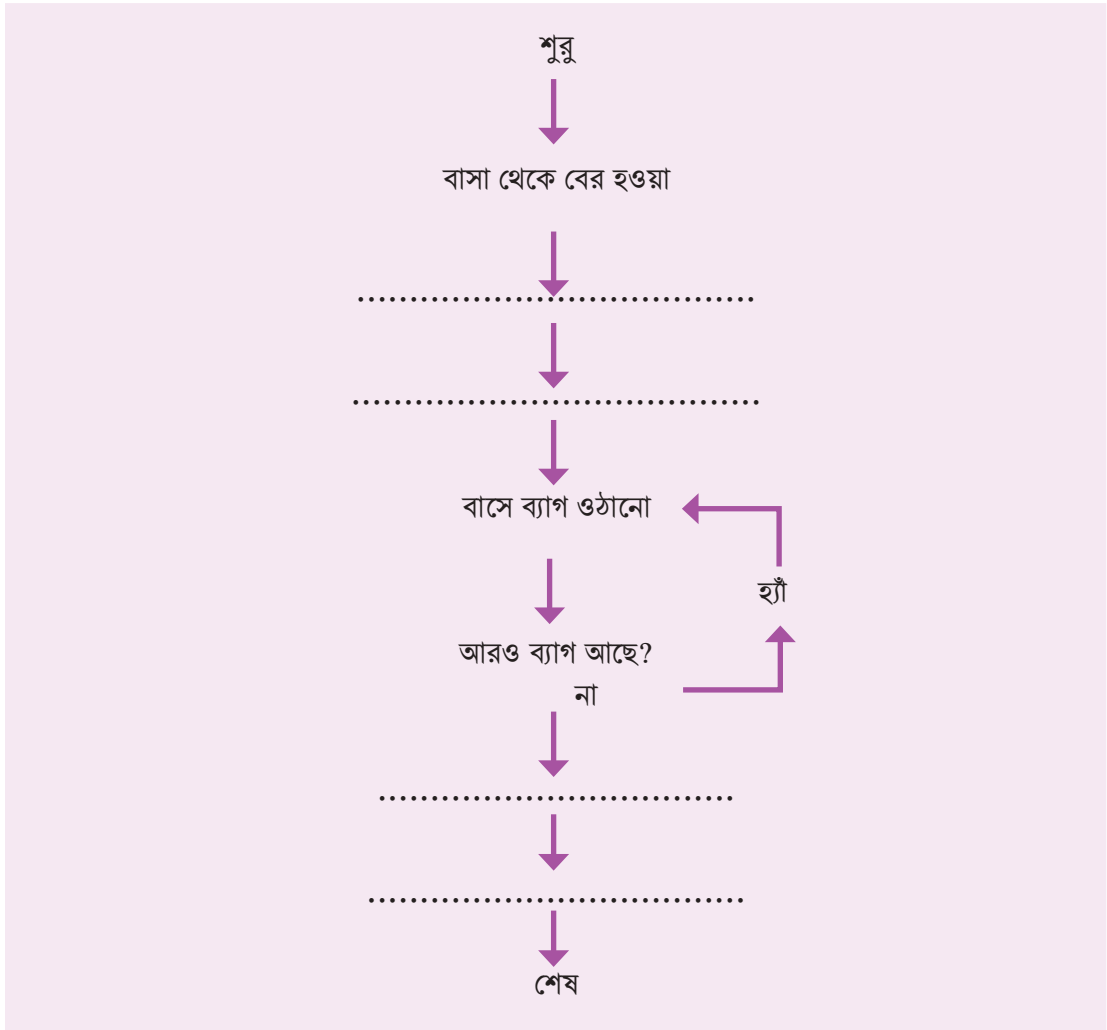 শুরু
বাসা থেকে বের হওয়া
......................................
.......................................
বাসে ব্যাগ ওঠানো
হ্যাঁ
আরও ব্যাগ আছে?
না
..................................
....................................
শেষ